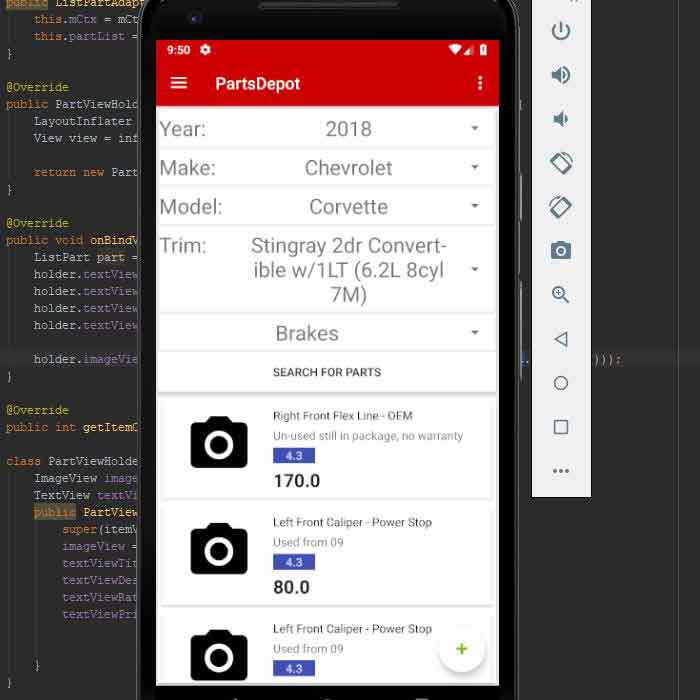 public ListPartAdapt
this.mCtx = mCt
this.partList =
}
@Override
public PartViewHold
LayoutInflater
View view = inf
return new Part
}
@Override
public void onBindV
ListPart part =
holder.textView
holder.textView
holder.textView
holder.textView
holder.imageVie
)));
}
@Override
public int getItemC
class PartViewHolde
ImageView image
TextView textVi
public PartView
super(itemV
imageView =
textViewTit
textViewDes
textViewRat
textViewPri
}
}
9:50
PartsDepot
Year: 2018
Make: Chevrolet
Model: Corvette
Trim: Stingray 2dr Convert-
ible w/1LT (6.2L 8cyl
7M)
Brakes
SEARCH FOR PARTS
Right Front Flex Line - OEM
Un-used still in package, no warranty
4.3
170.0
Left Front Caliper - Power Stop
Used from 09
4.3
80.0
Left Front Caliper - Power Stop
Used from 09
4.3
+